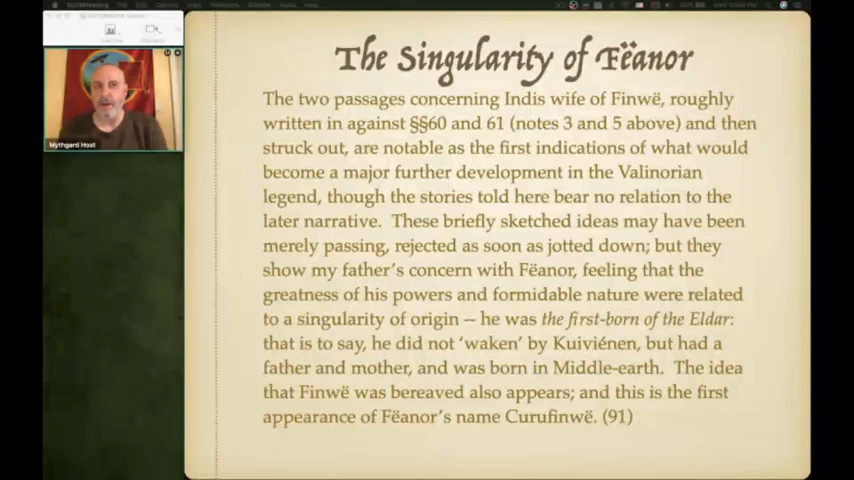 Mythgard Host
The Singularity of Fëanor
The two passages concerning Indis wife of Finwë, roughly
written in against §§60 and 61 (notes 3 and 5 above) and then
struck out, are notable as the first indications of what would
become a major further development in the Valinorian
legend, though the stories told here bear no relation to the
later narrative.  These briefly sketched ideas may have been
merely passing, rejected as soon as jotted down; but they
show my father's concern with Fëanor, feeling that the
greatness of his powers and formidable nature were related
to a singularity of origin -- he was the first-born of the Eldar:
that is to say, he did not 'waken' by Kuiviénen, but had a
father and mother, and was born in Middle-earth.  The idea
that Finwë was bereaved also appears; and this is the first
appearance of Fëanor's name Curufinwë. (91)